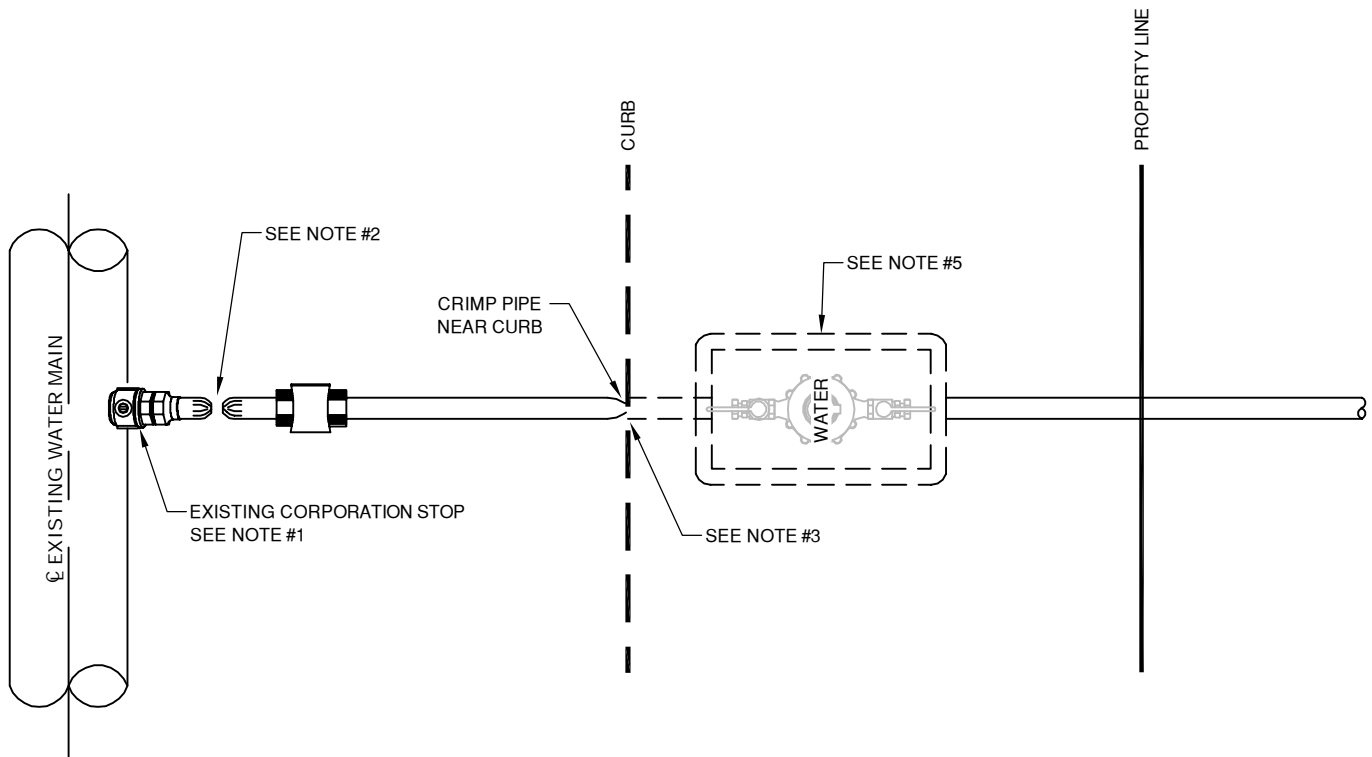 PROPERTY LINE
CURB
SEE NOTE #2
SEE NOTE #5
CRIMP PIPE
NEAR CURB
WATER
℄ EXISTING WATER MAIN
EXISTING CORPORATION STOP
SEE NOTE #1
SEE NOTE #3